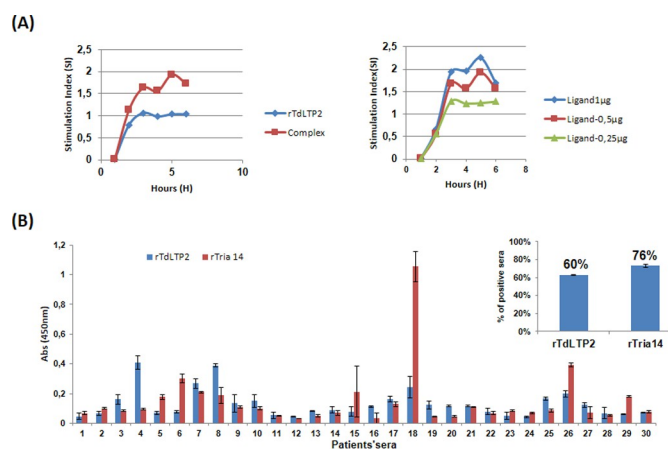 (A)
2,5
2
1,5
1
0,5
0
0
5
10
Stimulation Index (SI)
Hours (H)
rTdLTP2
Complex
2,5
2
1,5
1
0,5
0
0
2
4
6
8
Stimulation Index(SI)
Hours (H)
Ligand1μg
Ligand-0,5μg
Ligand-0,25μg
(B)
rTdLTP2
rTria 14
1,2
1
0,8
0,6
0,4
0,2
0
Abs (450nm)
1 2 3 4 5 6 7 8 9 10 11 12 13 14 15 16 17 18 19 20 21 22 23 24 25 26 27 28 29 30
Patients'sera
100%
80%
60%
40%
20%
0%
% of positive sera
60%
76%
rTdLTP2
rTria14